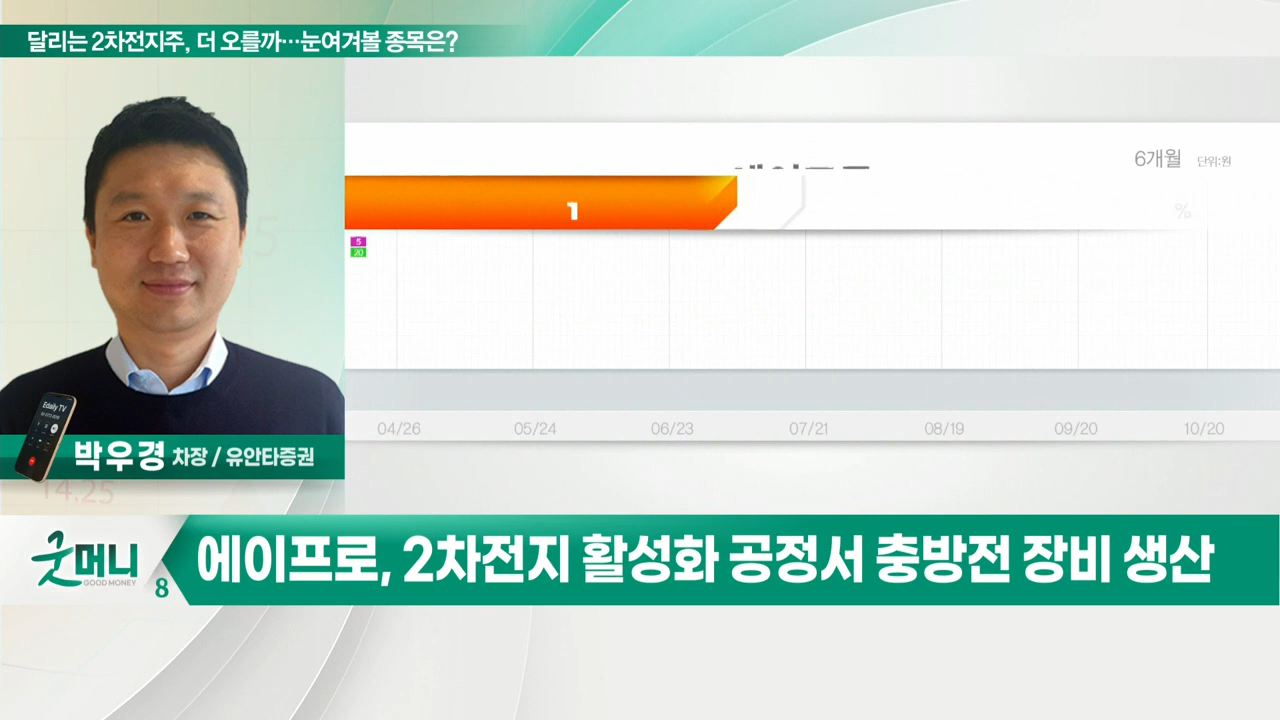 달리는 2차전지주, 더 오를까…눈여겨볼 종목은?
6개월 단위:원
1
%
5
20
04/26 05/24 06/23 07/21 08/19 09/20 10/20
Edaily TV
박우경 차장 / 유안타증권
14.25
굿머니
GOOD MONEY
8
에이프로, 2차전지 활성화 공정서 충방전 장비 생산